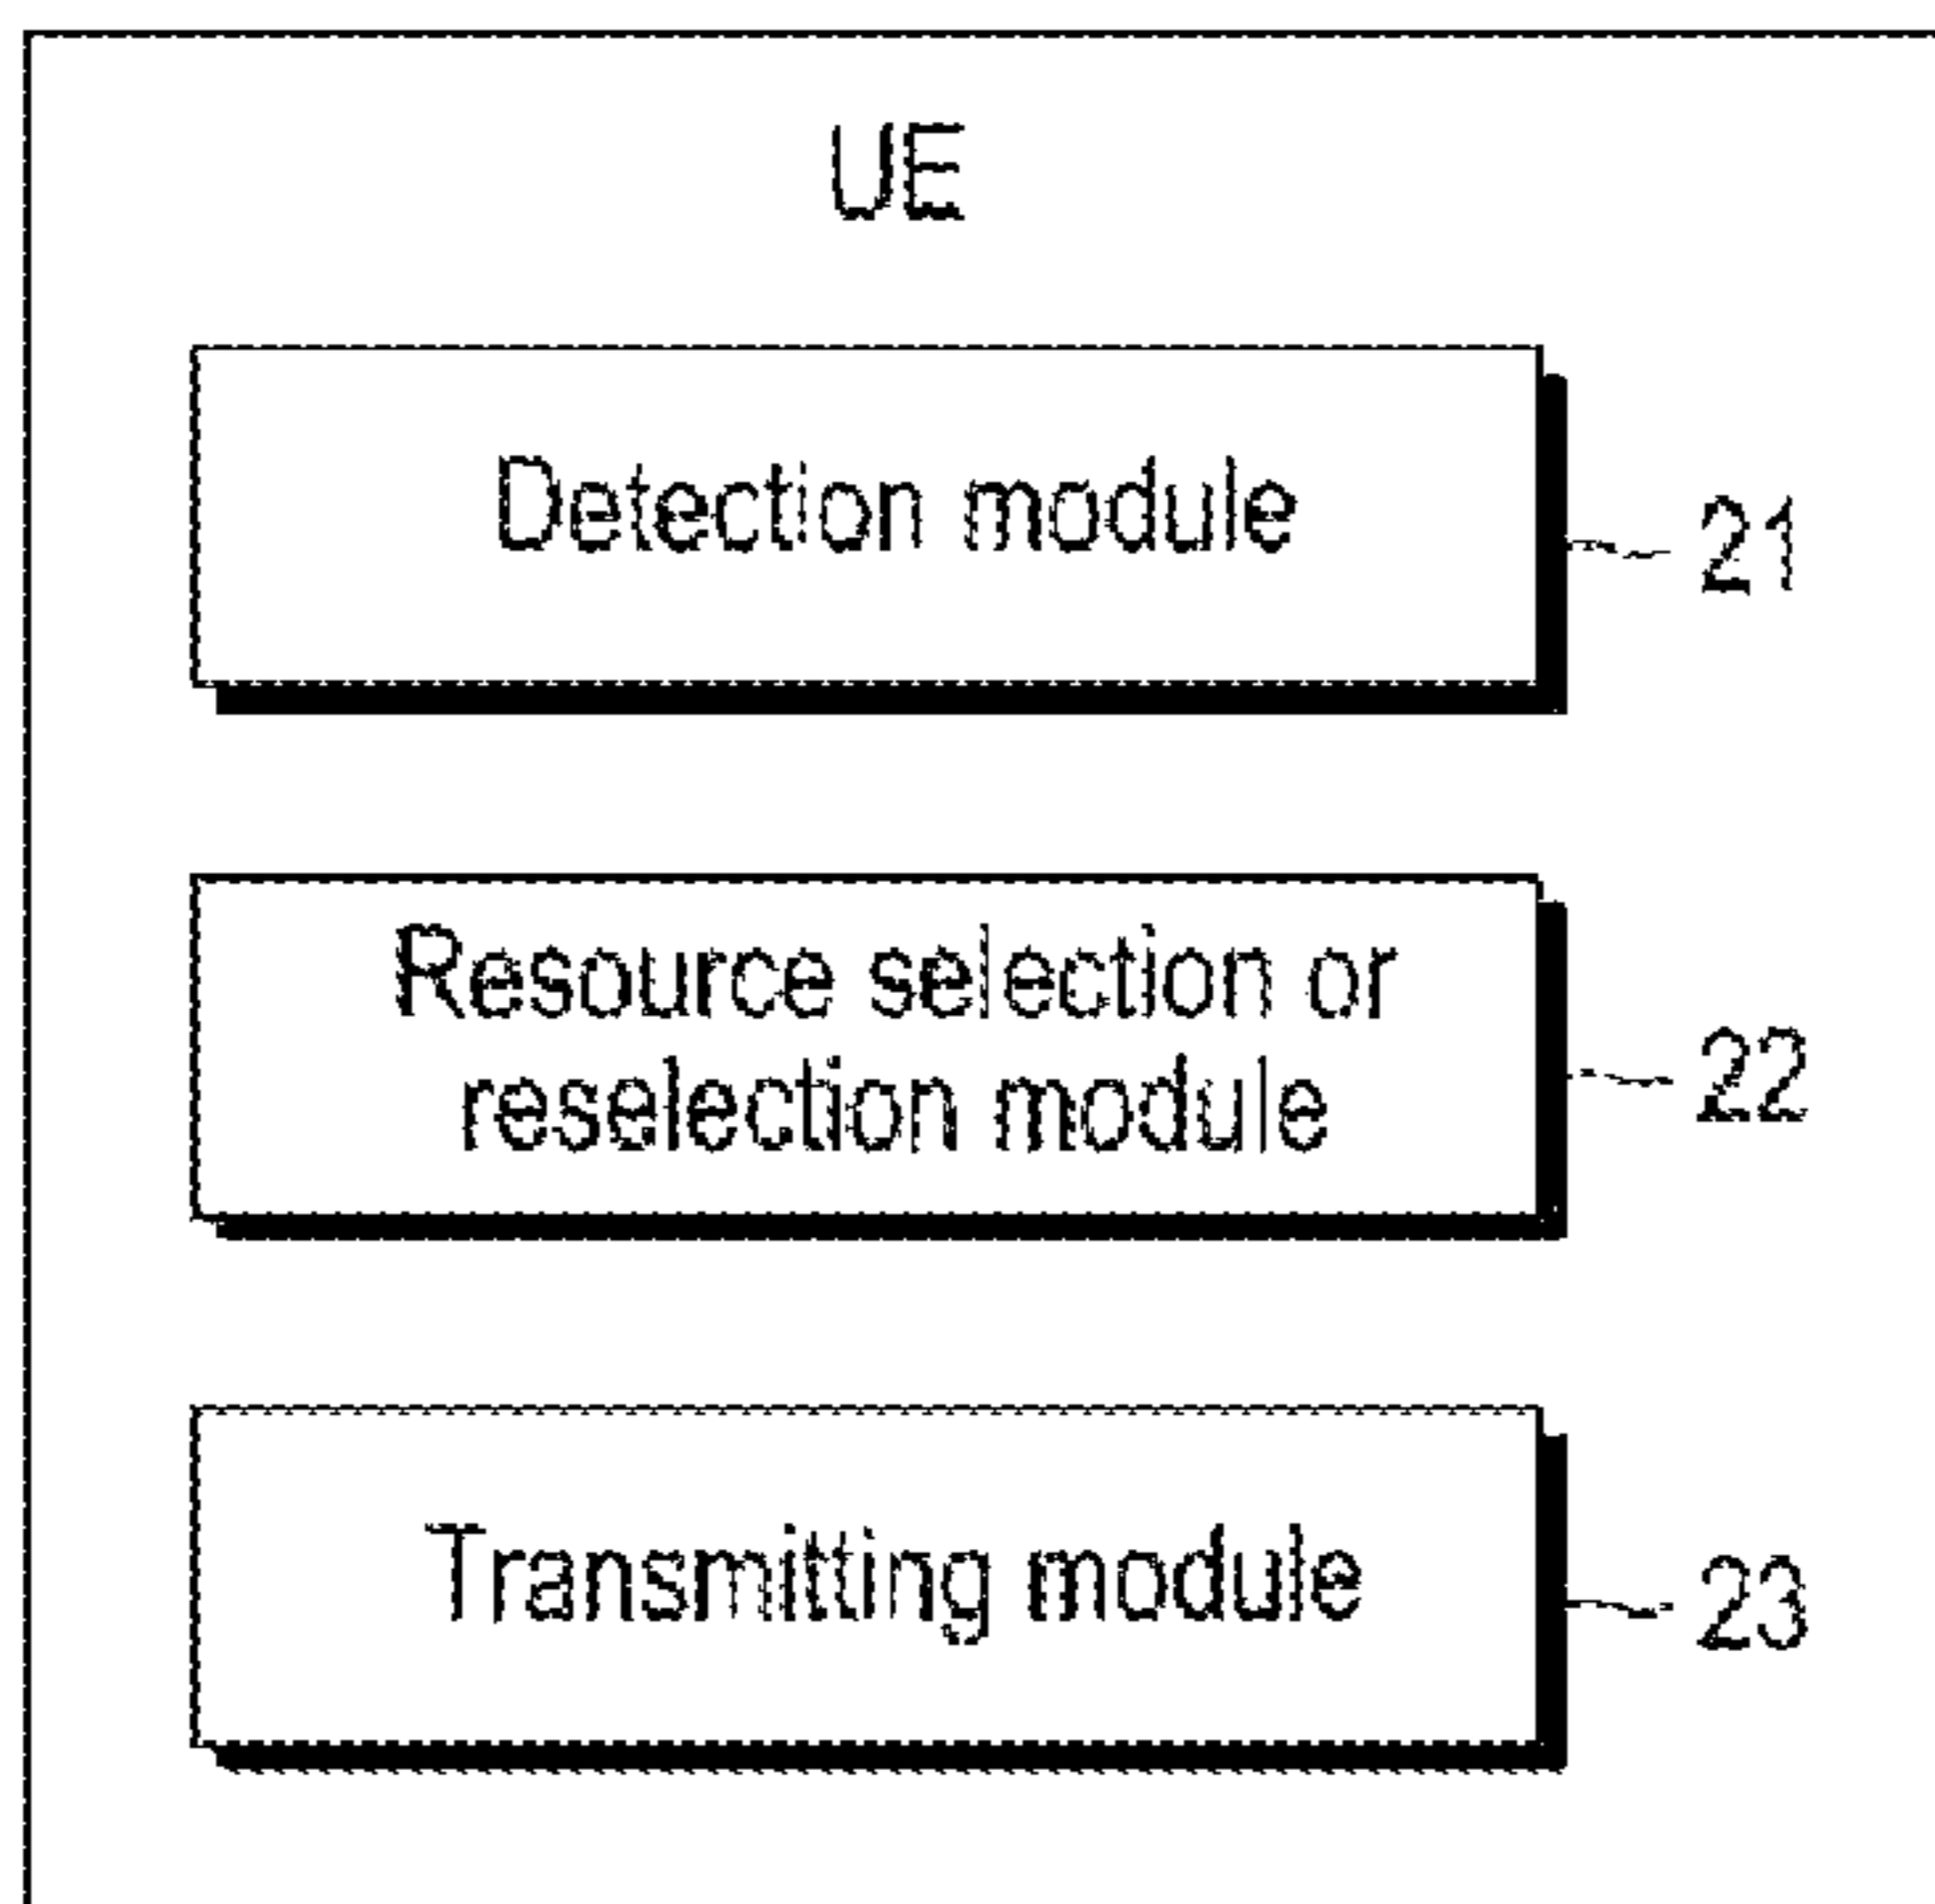 UE
Detection module
21
Resource selection or
reselection module
22
Transmitting module
23